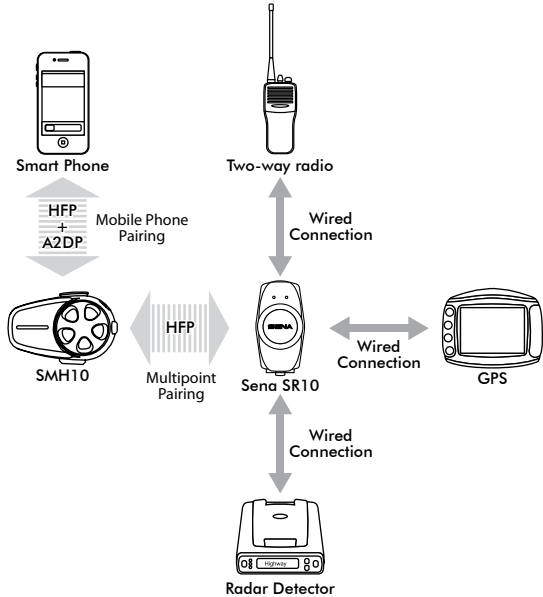 Smart Phone
Two-way radio
HFP
+
A2DP
Mobile Phone
Pairing
Wired
Connection
HFP
SENA
Wired
Connection
SMH10
Multipoint
Pairing
Sena SR10
GPS
Wired
Connection
Highway
Radar Detector